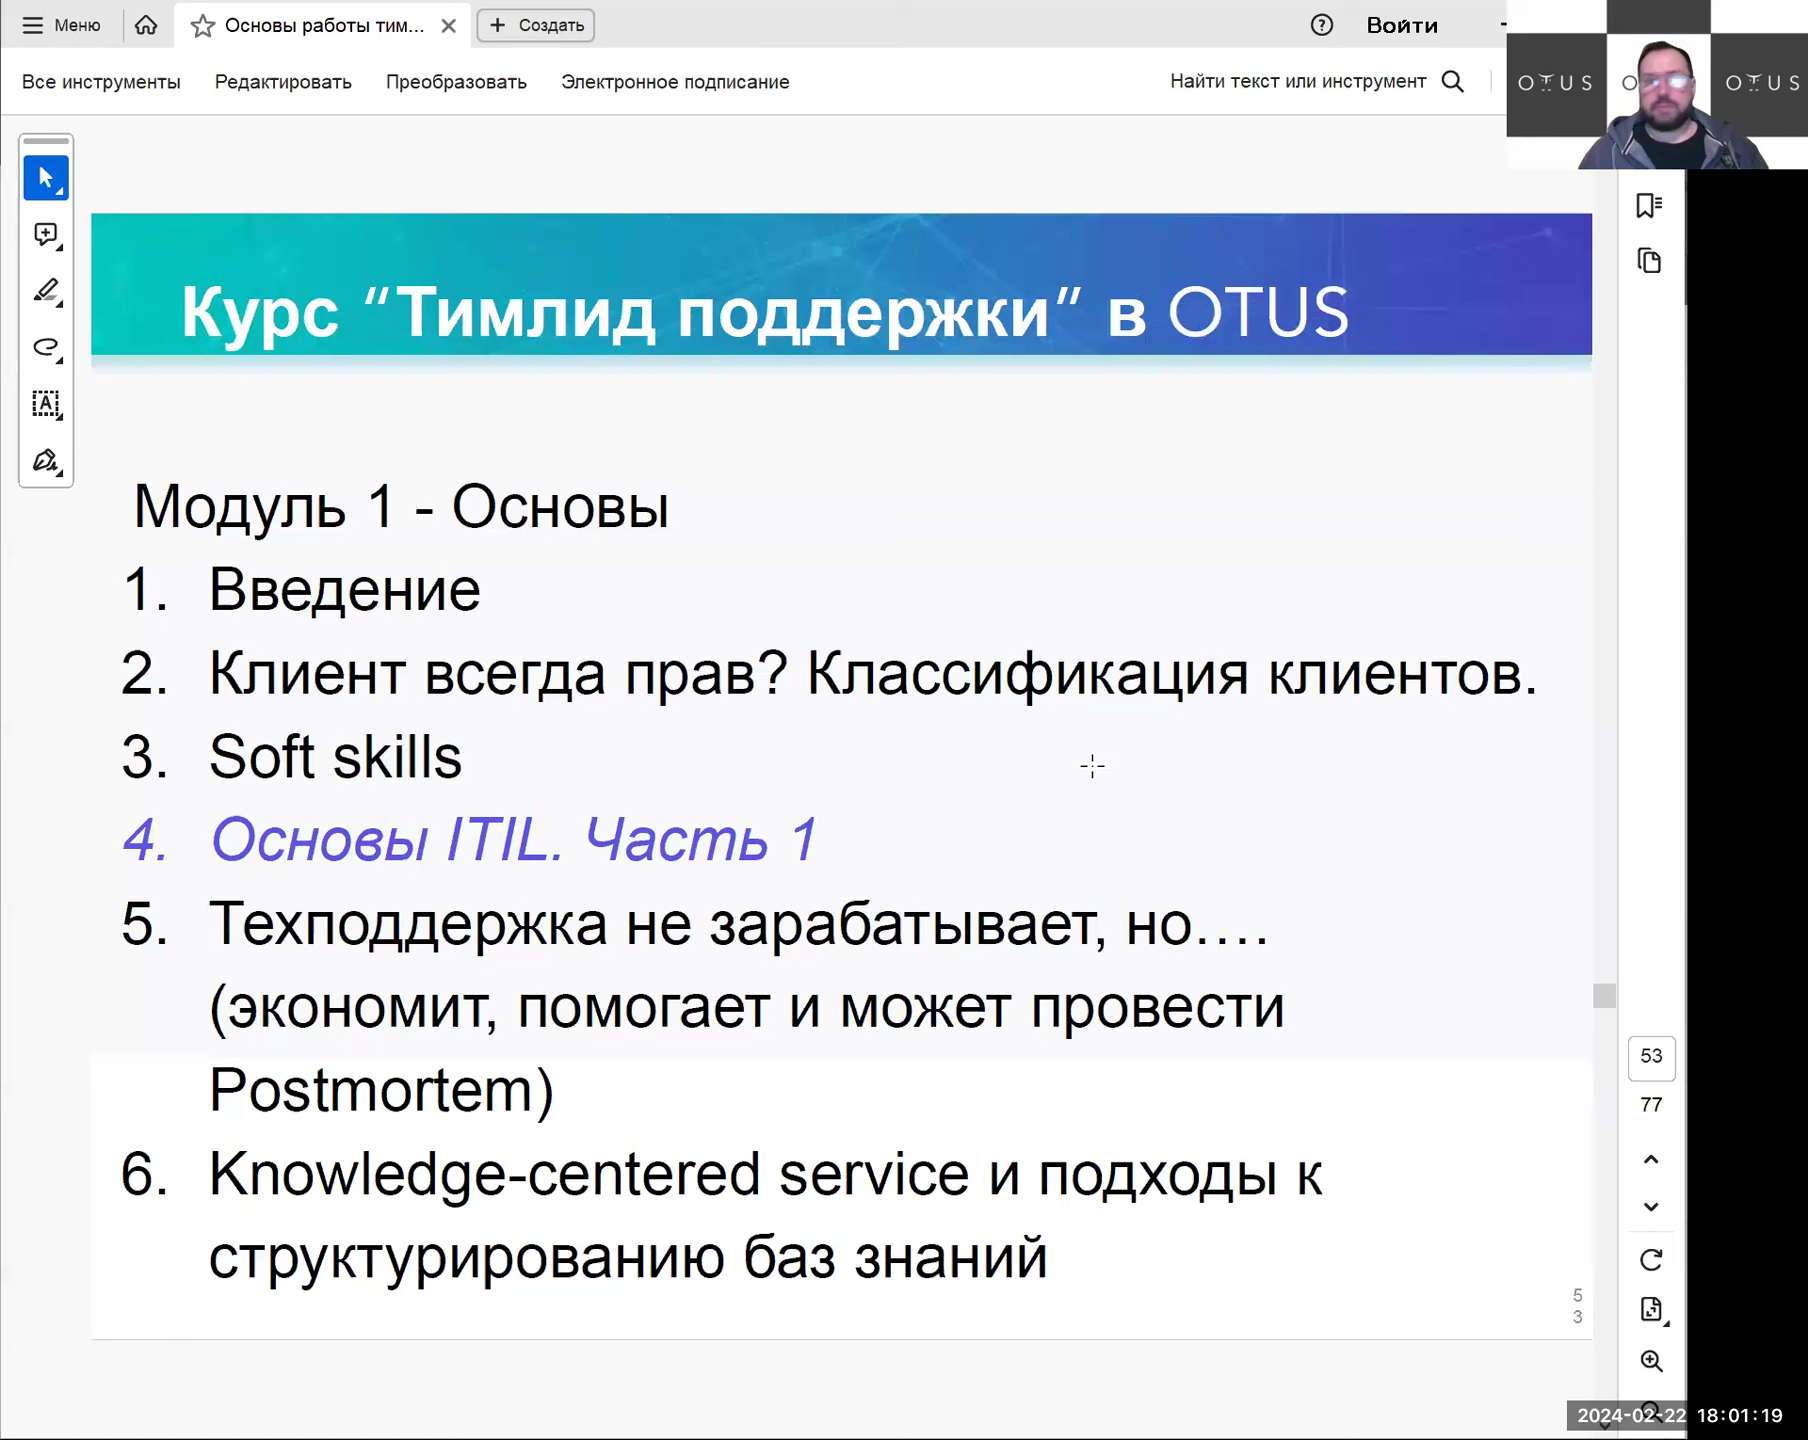 Меню
Основы работы тим...
Создать
Войти
Все инструменты
Редактировать
Преобразовать
Электронное подписание
Найти текст или инструмент
OTUS
OTUS
Курс “Тимлид поддержки” в OTUS
Модуль 1 - Основы
1. Введение
2. Клиент всегда прав? Классификация клиентов.
3. Soft skills
4. Основы ITIL. Часть 1
5. Техподдержка не зарабатывает, но….
(экономит, помогает и может провести
Postmortem)
6. Knowledge-centered service и подходы к
структурированию баз знаний
5
3
53
77
2024-02-22 18:01:19